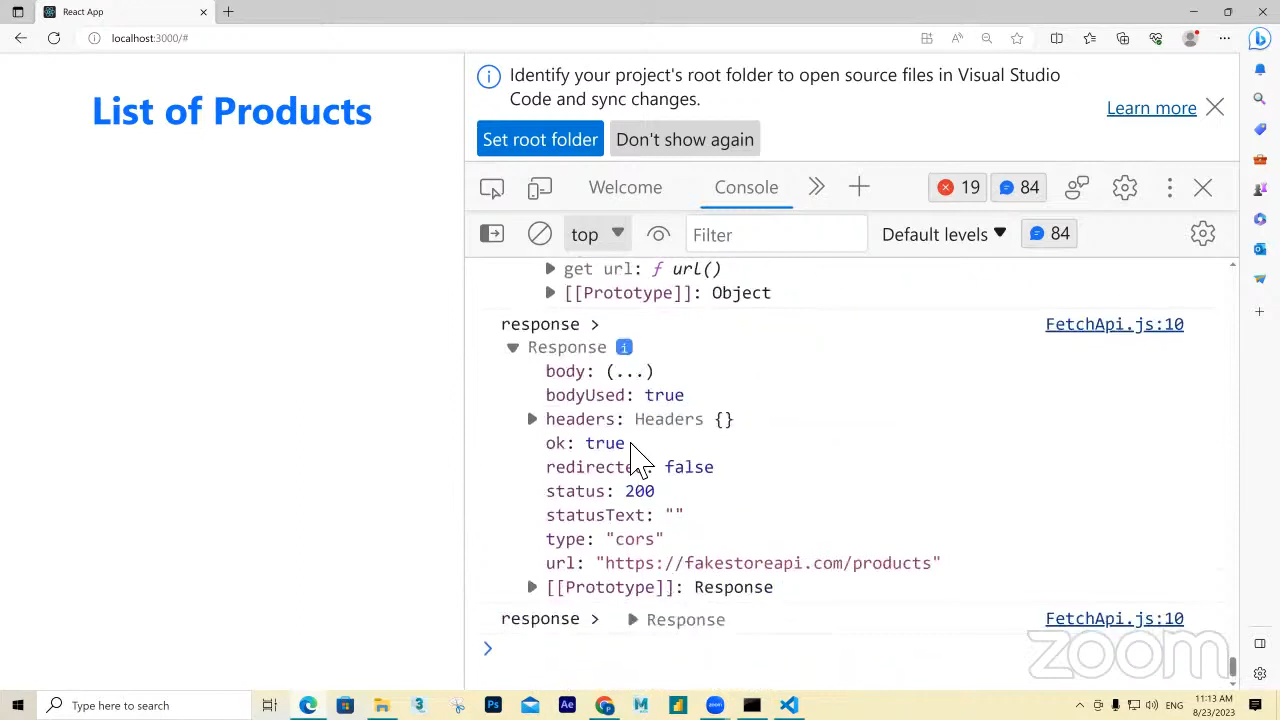 React App
localhost:3000/#
List of Products
Identify your project's root folder to open source files in Visual Studio
Code and sync changes.
Learn more
Set root folder
Don't show again
Welcome
Console
19
84
top
Filter
Default levels
84
get url: ƒ url()
[[Prototype]]: Object
response >
FetchApi.js:10
Response i
body: (...)
bodyUsed: true
headers: Headers {}
ok: true
redirecte : false
status: 200
statusText: ""
type: "cors"
url: "https://fakestoreapi.com/products"
[[Prototype]]: Response
response > Response
FetchApi.js:10
zoom
Type here to search
ENG
11:13 AM
8/23/2023